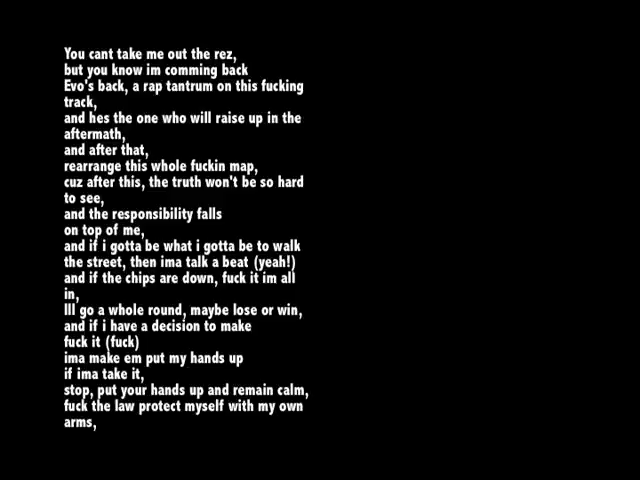 You cant take me out the rez,
but you know im comming back
Evo's back, a rap tantrum on this fucking
track,
and hes the one who will raise up in the
aftermath,
and after that,
rearrange this whole fuckin map,
cuz after this, the truth won't be so hard
to see,
and the responsibility falls
on top of me,
and if i gotta be what i gotta be to walk
the street, then ima talk a beat (yeah!)
and if the chips are down, fuck it im all
in,
Ill go a whole round, maybe lose or win,
and if i have a decision to make
fuck it (fuck)
ima make em put my hands up
if ima take it,
stop, put your hands up and remain calm,
fuck the law protect myself with my own
arms,